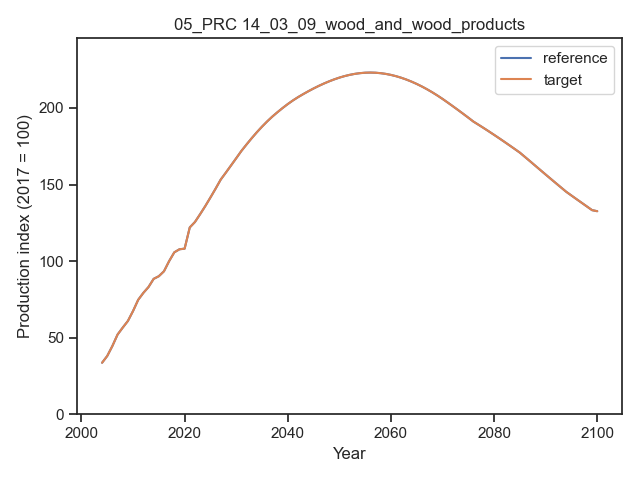 05_PRC 14_03_09_wood_and_wood_products
reference
target
Production index (2017 = 100)
200
150
100
50
0
2000 2020 2040 2060 2080 2100
Year